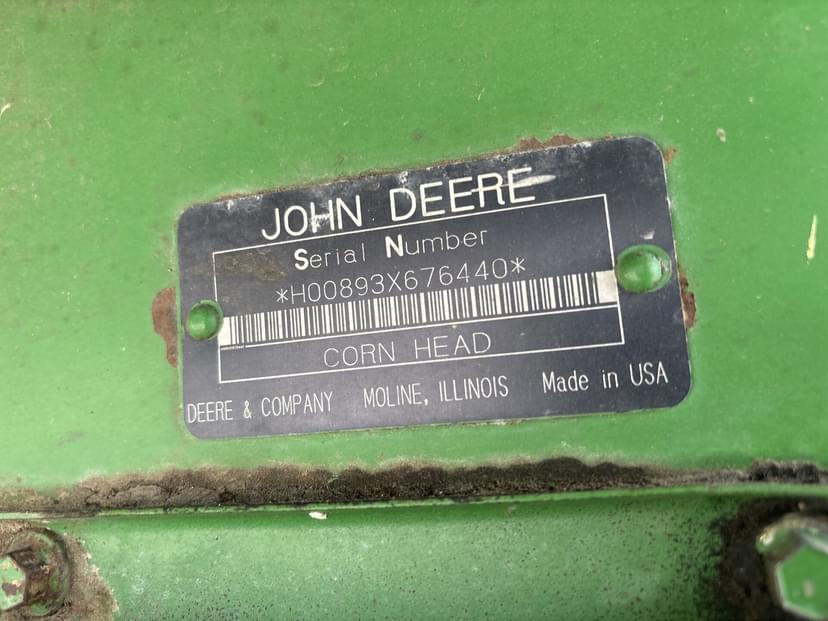 JOHN DEERE
Serial Number
*H00893X676440*
CORN HEAD
DEERE & COMPANY MOLINE, ILLINOIS Made in USA